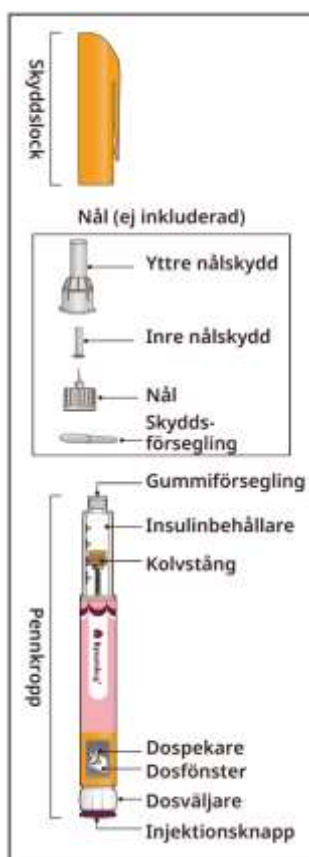 Skyddslock
Nål (ej inkluderad)
Yttre nålskydd
Inre nålskydd
Nål
Skydds-
försegling
Pennkropp
Gummiförsegling
Insulinbehållare
Kolvstång
Dospekare
Dosfönster
Dosväljare
Injektionsknapp